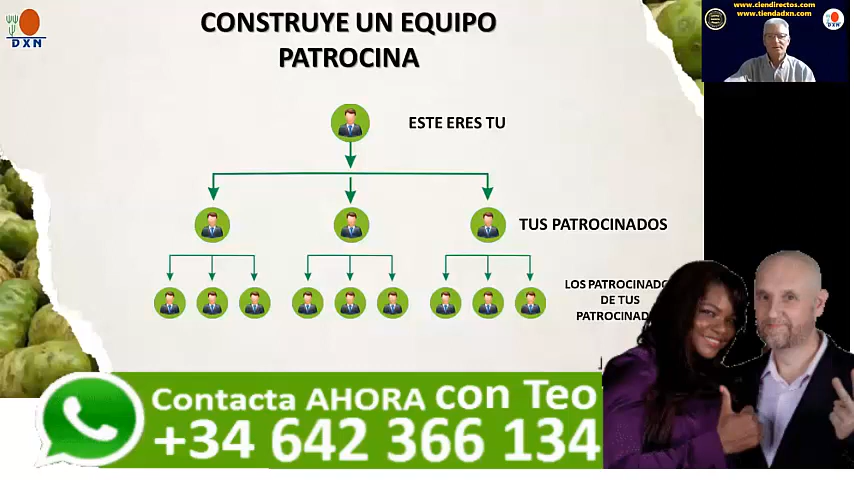 CONSTRUYE UN EQUIPO
PATROCINA
DXN
www.ciendirectos.com
www.tiendadxn.com
ESTE ERES TU
TUS PATROCINADOS
LOS PATROCINADO
DE TUS
PATROCINAD
Contacta AHORA con Teo
+34 642 366 134